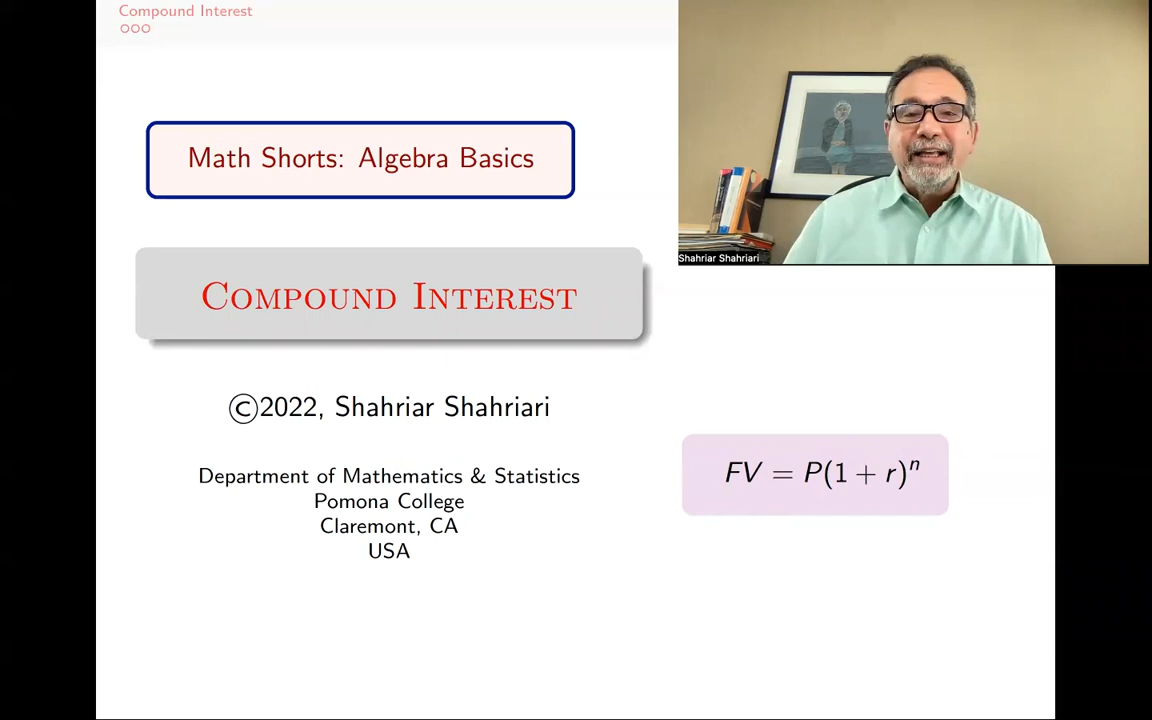 Compound Interest
Math Shorts: Algebra Basics
Compound Interest
©2022, Shahriar Shahriari
Department of Mathematics & Statistics
Pomona College
Claremont, CA
USA
Shahriar Shahriari
FV = P(1 + r)^n